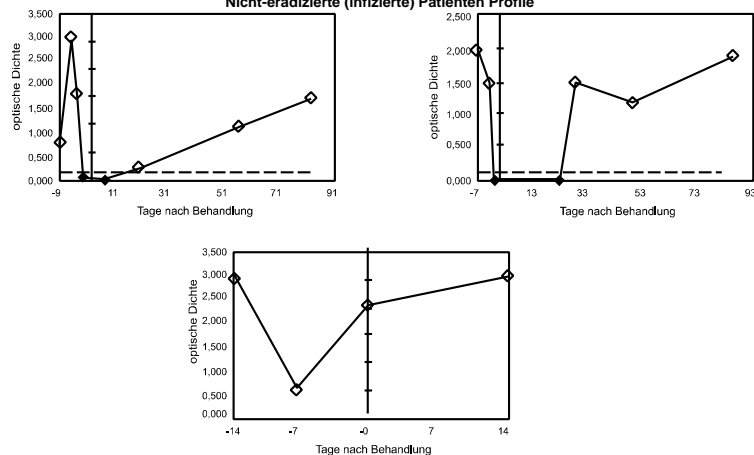 Nicht-eradizierte (infizierte) Patienten Profile
3,500
3,000
2,500
2,000
1,500
1,000
0,500
0,000
optische Dichte
-9 11 31 51 71 91
Tage nach Behandlung
2,500
2,000
1,500
1,000
0,500
0,000
optische Dichte
-7 13 33 53 73 93
Tage nach Behandlung
3,500
3,000
2,500
2,000
1,500
1,000
0,500
0,000
optische Dichte
-14 -7 -0 7 14
Tage nach Behandlung